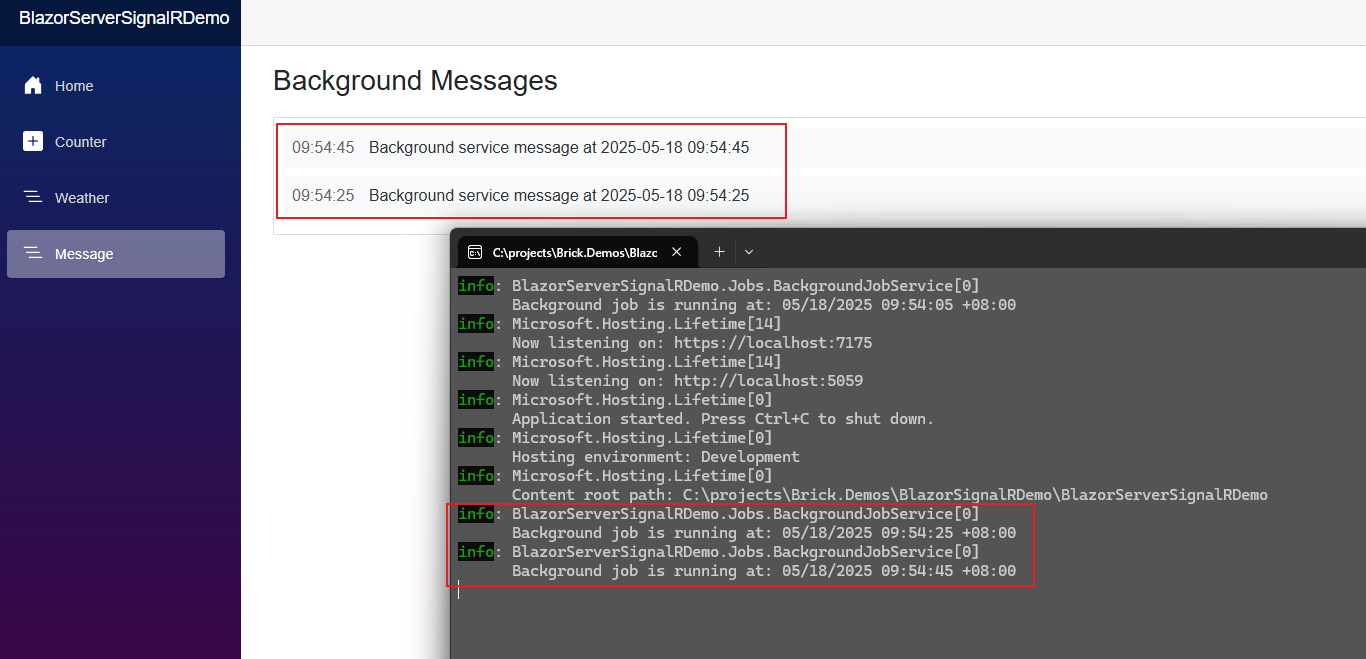 BlazorServerSignalRDemo
Home
Counter
Weather
Message
Background Messages
09:54:45 Background service message at 2025-05-18 09:54:45
09:54:25 Background service message at 2025-05-18 09:54:25
C:\projects\Brick.Demos\Blazc
info: BlazorServerSignalRDemo.Jobs.BackgroundJobService[0]
Background job is running at: 05/18/2025 09:54:05 +08:00
info: Microsoft.Hosting.Lifetime[14]
Now listening on: https://localhost:7175
info: Microsoft.Hosting.Lifetime[14]
Now listening on: http://localhost:5059
info: Microsoft.Hosting.Lifetime[0]
Application started. Press Ctrl+C to shut down.
info: Microsoft.Hosting.Lifetime[0]
Hosting environment: Development
info: Microsoft.Hosting.Lifetime[0]
Content root path: C:\projects\Brick.Demos\BlazorSignalRDemo\BlazorServerSignalRDemo
info: BlazorServerSignalRDemo.Jobs.BackgroundJobService[0]
Background job is running at: 05/18/2025 09:54:25 +08:00
info: BlazorServerSignalRDemo.Jobs.BackgroundJobService[0]
Background job is running at: 05/18/2025 09:54:45 +08:00